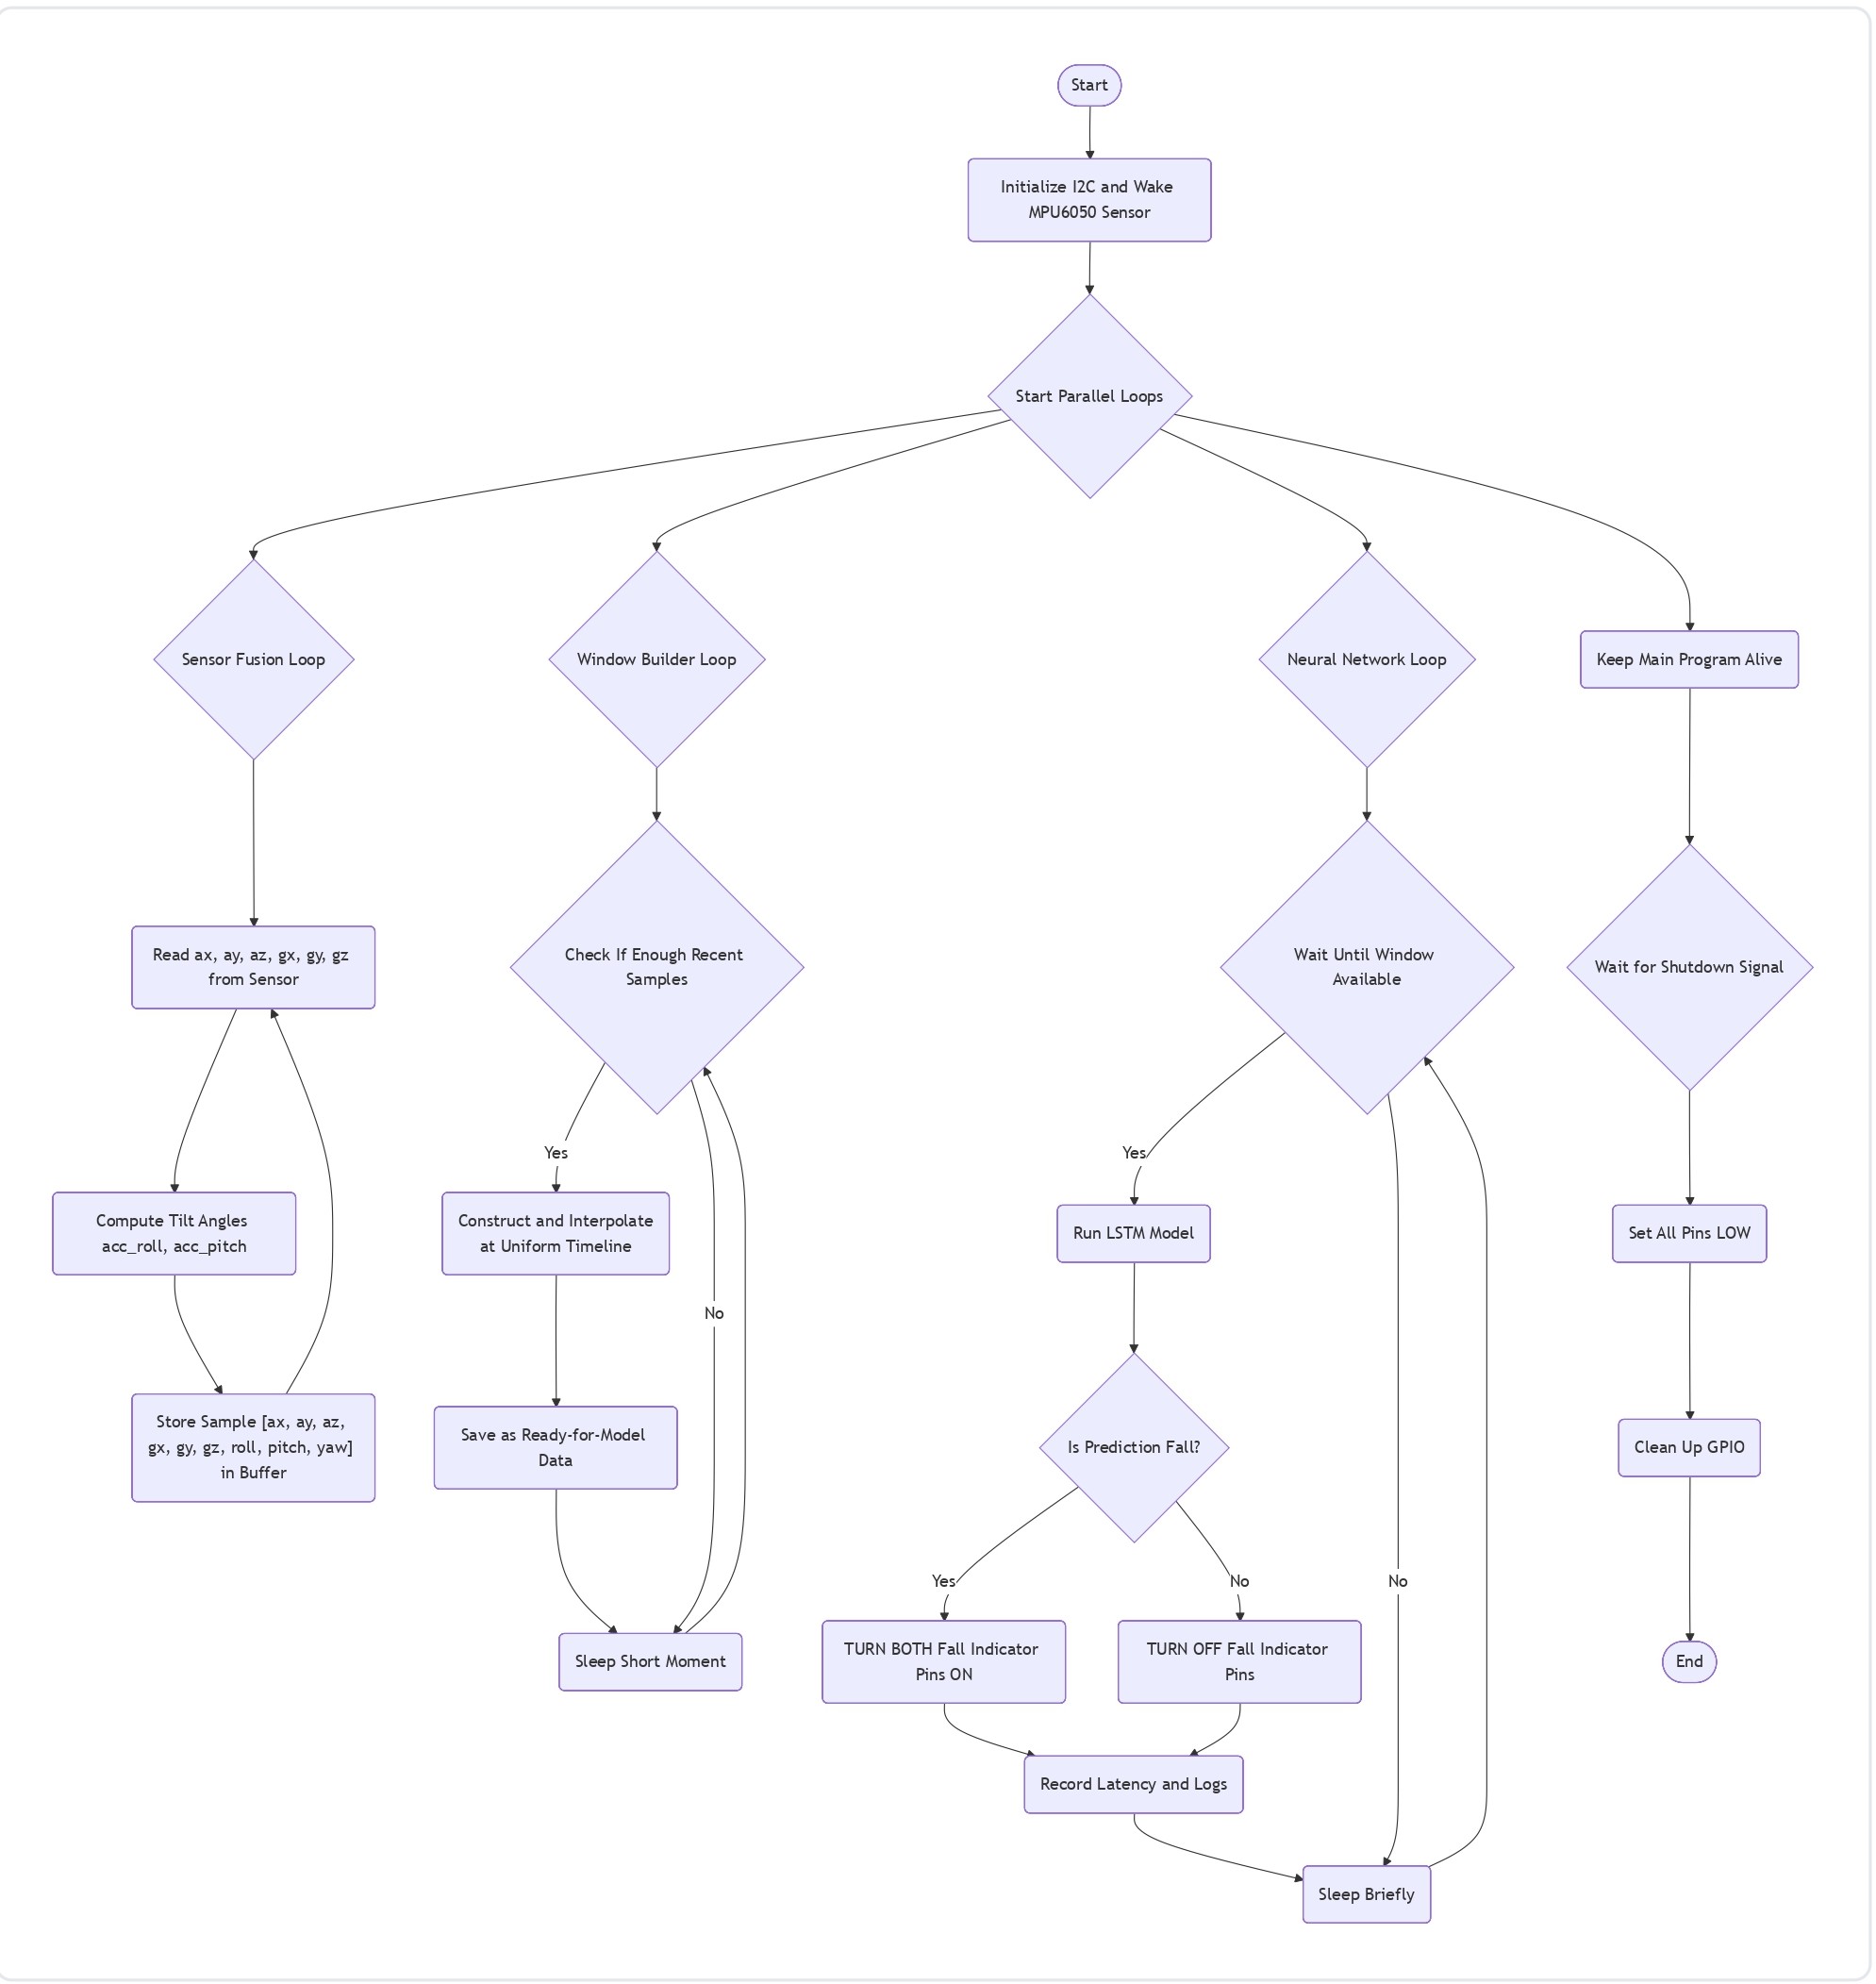 Start
Initialize I2C and Wake
MPU6050 Sensor
Start Parallel Loops
Sensor Fusion Loop
Window Builder Loop
Neural Network Loop
Keep Main Program Alive
Read ax, ay, az, gx, gy, gz
from Sensor
Check If Enough Recent
Samples
Wait Until Window
Available
Wait for Shutdown Signal
Yes
Yes
Compute Tilt Angles
acc_roll, acc_pitch
Construct and Interpolate
at Uniform Timeline
Run LSTM Model
Set All Pins LOW
No
Store Sample [ax, ay, az,
gx, gy, gz, roll, pitch, yaw]
in Buffer
Save as Ready-for-Model
Data
Is Prediction Fall?
Clean Up GPIO
Yes
No
No
Sleep Short Moment
TURN BOTH Fall Indicator
Pins ON
TURN OFF Fall Indicator
Pins
End
Record Latency and Logs
Sleep Briefly